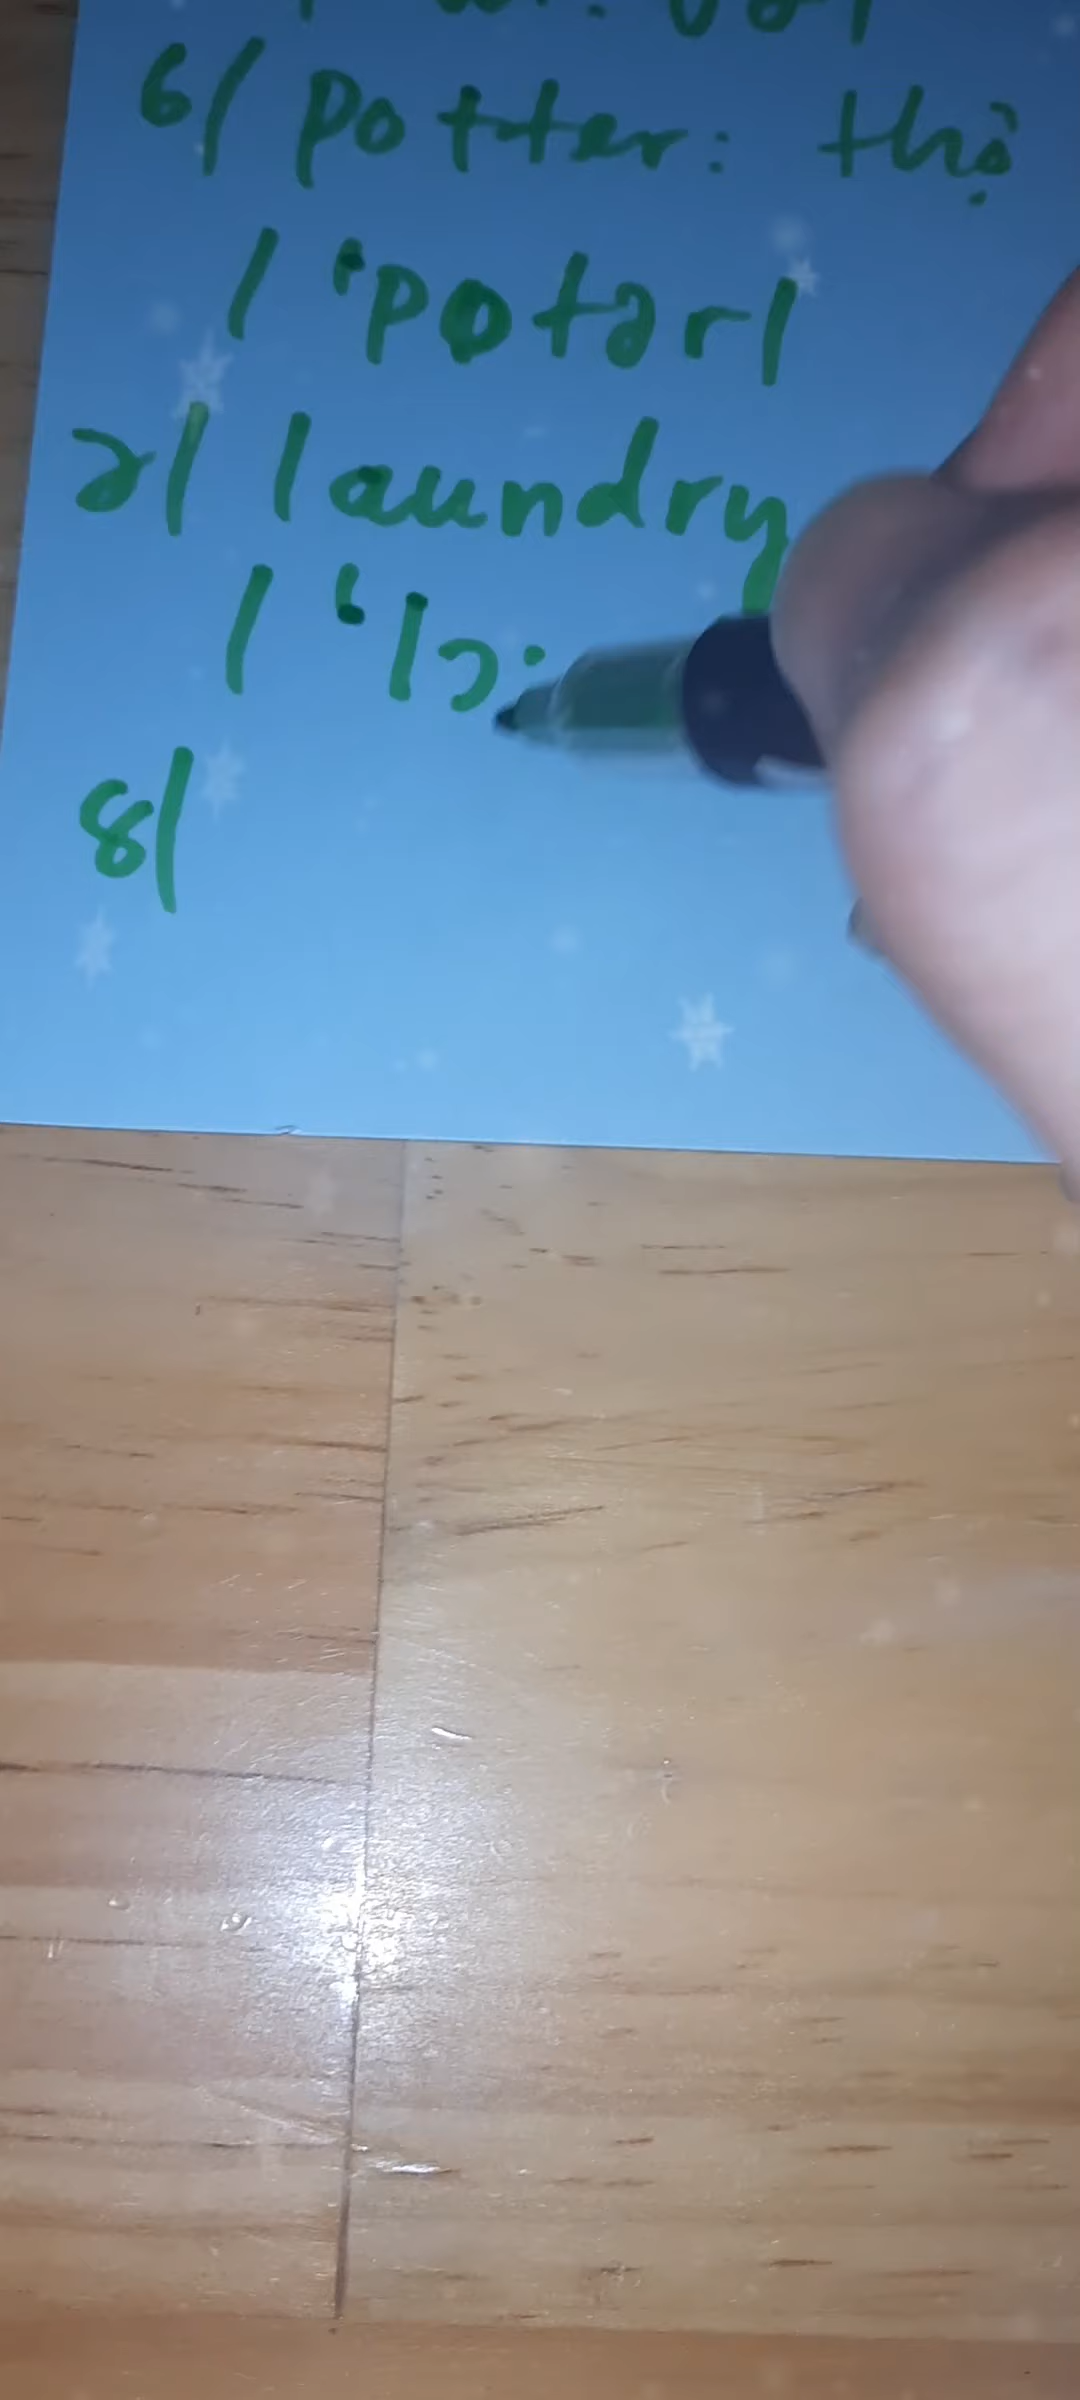 6/ potter: thợ
/ 'pɒtər/
7/ laundry
/ 'lɔ:
8/